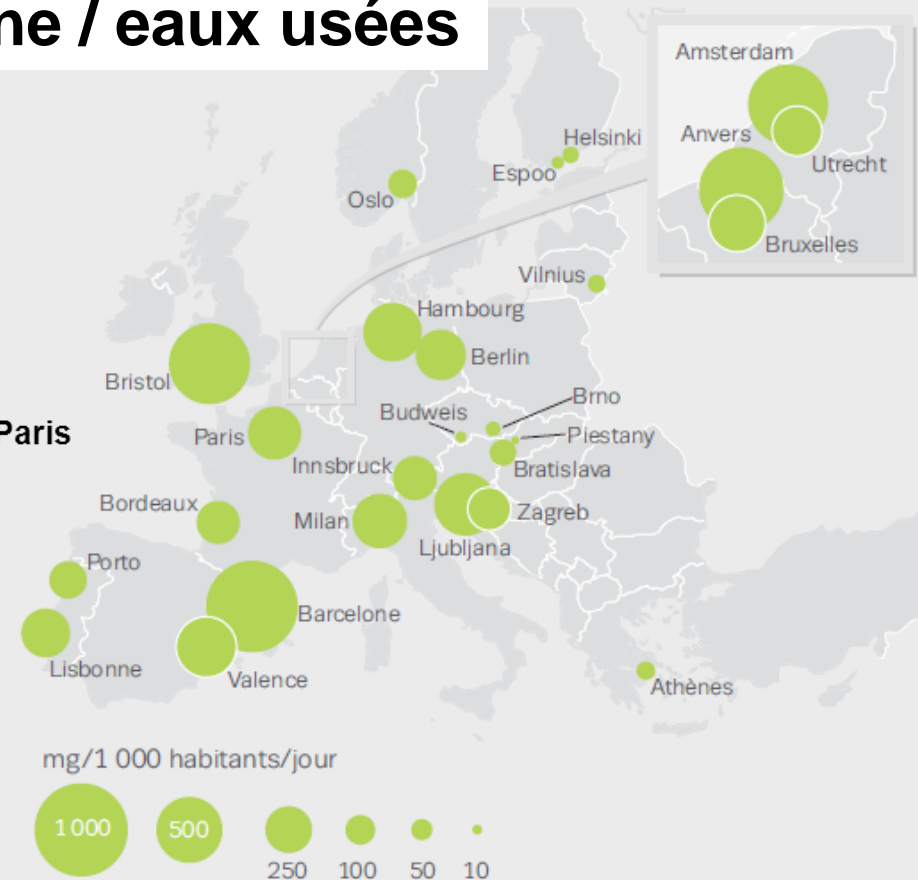 ne / eaux usées
Amsterdam
Anvers
Utrecht
Bruxelles
Helsinki
Espoo
Oslo
Vilnius
Hambourg
Berlin
Bristol
Budweis
Brno
Paris
Paris
Piestany
Innsbruck
Bratislava
Bordeaux
Milan
Zagreb
Ljubljana
Porto
Barcelone
Lisbonne
Valence
Athènes
mg/1 000 habitants/jour
1 000
500
250 100 50 10